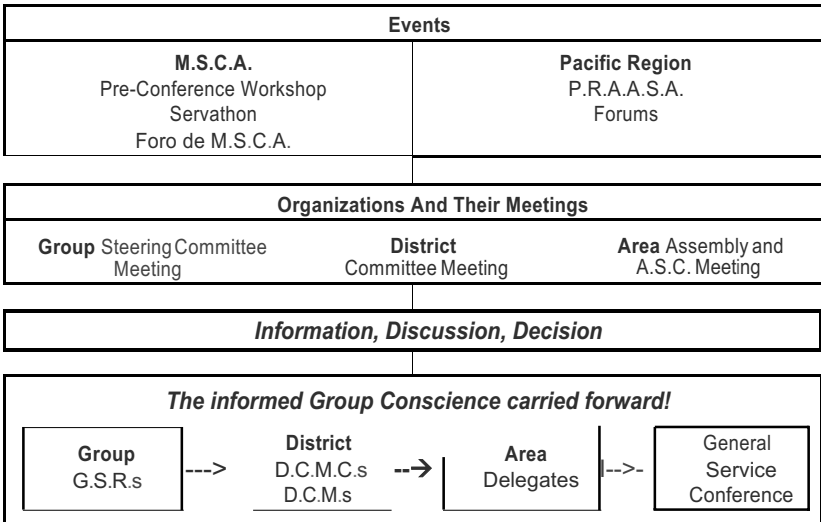 Events
M.S.C.A.
Pre-Conference Workshop
Servathon
Foro de M.S.C.A.
Pacific Region
P.R.A.A.S.A.
Forums
Organizations And Their Meetings
Group Steering Committee
Meeting
District
Committee Meeting
Area Assembly and
A.S.C. Meeting
Information, Discussion, Decision
The informed Group Conscience carried forward!
Group
G.S.R.s
--->
District
D.C.M.C.s
D.C.M.s
--→
Area
Delegates
|-->-
General
Service
Conference